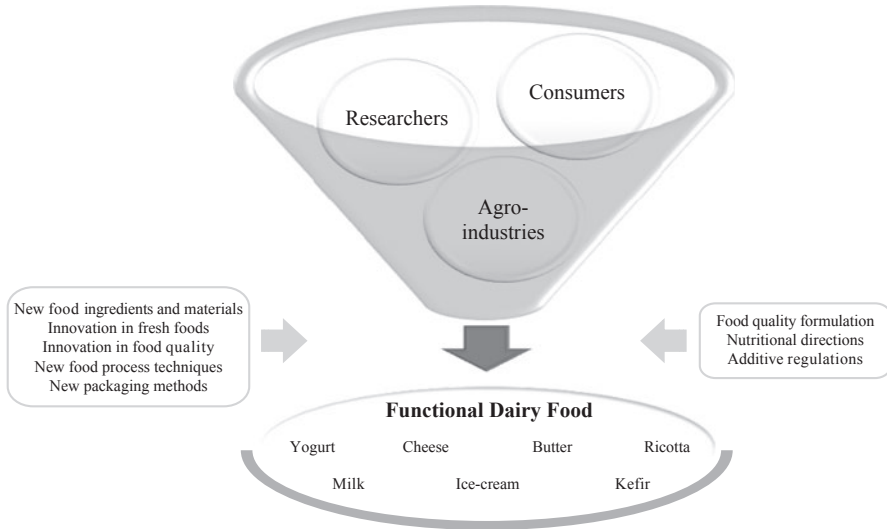 Consumers
Researchers
Agro-
industries
New food ingredients and materials
Innovation in fresh foods
Innovation in food quality
New food process techniques
New packaging methods
Food quality formulation
Nutritional directions
Additive regulations
Functional Dairy Food
Yogurt Cheese Butter Ricotta
Milk Ice-cream Kefir